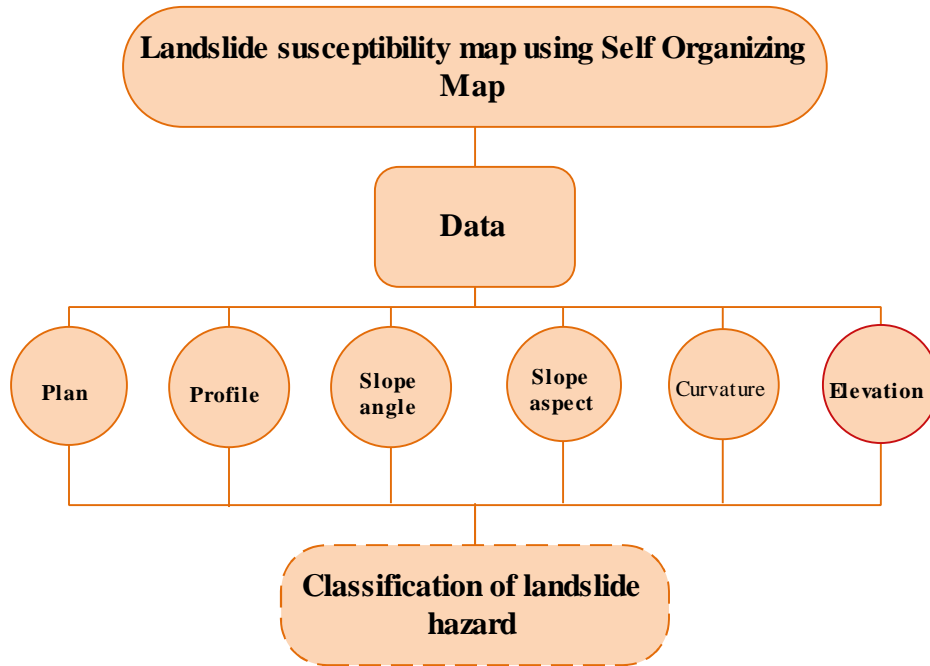 Landslide susceptibility map using Self Organizing
Map
Data
Plan
Profile
Slope
angle
Slope
aspect
Curvature
Elevation
Classification of landslide
hazard